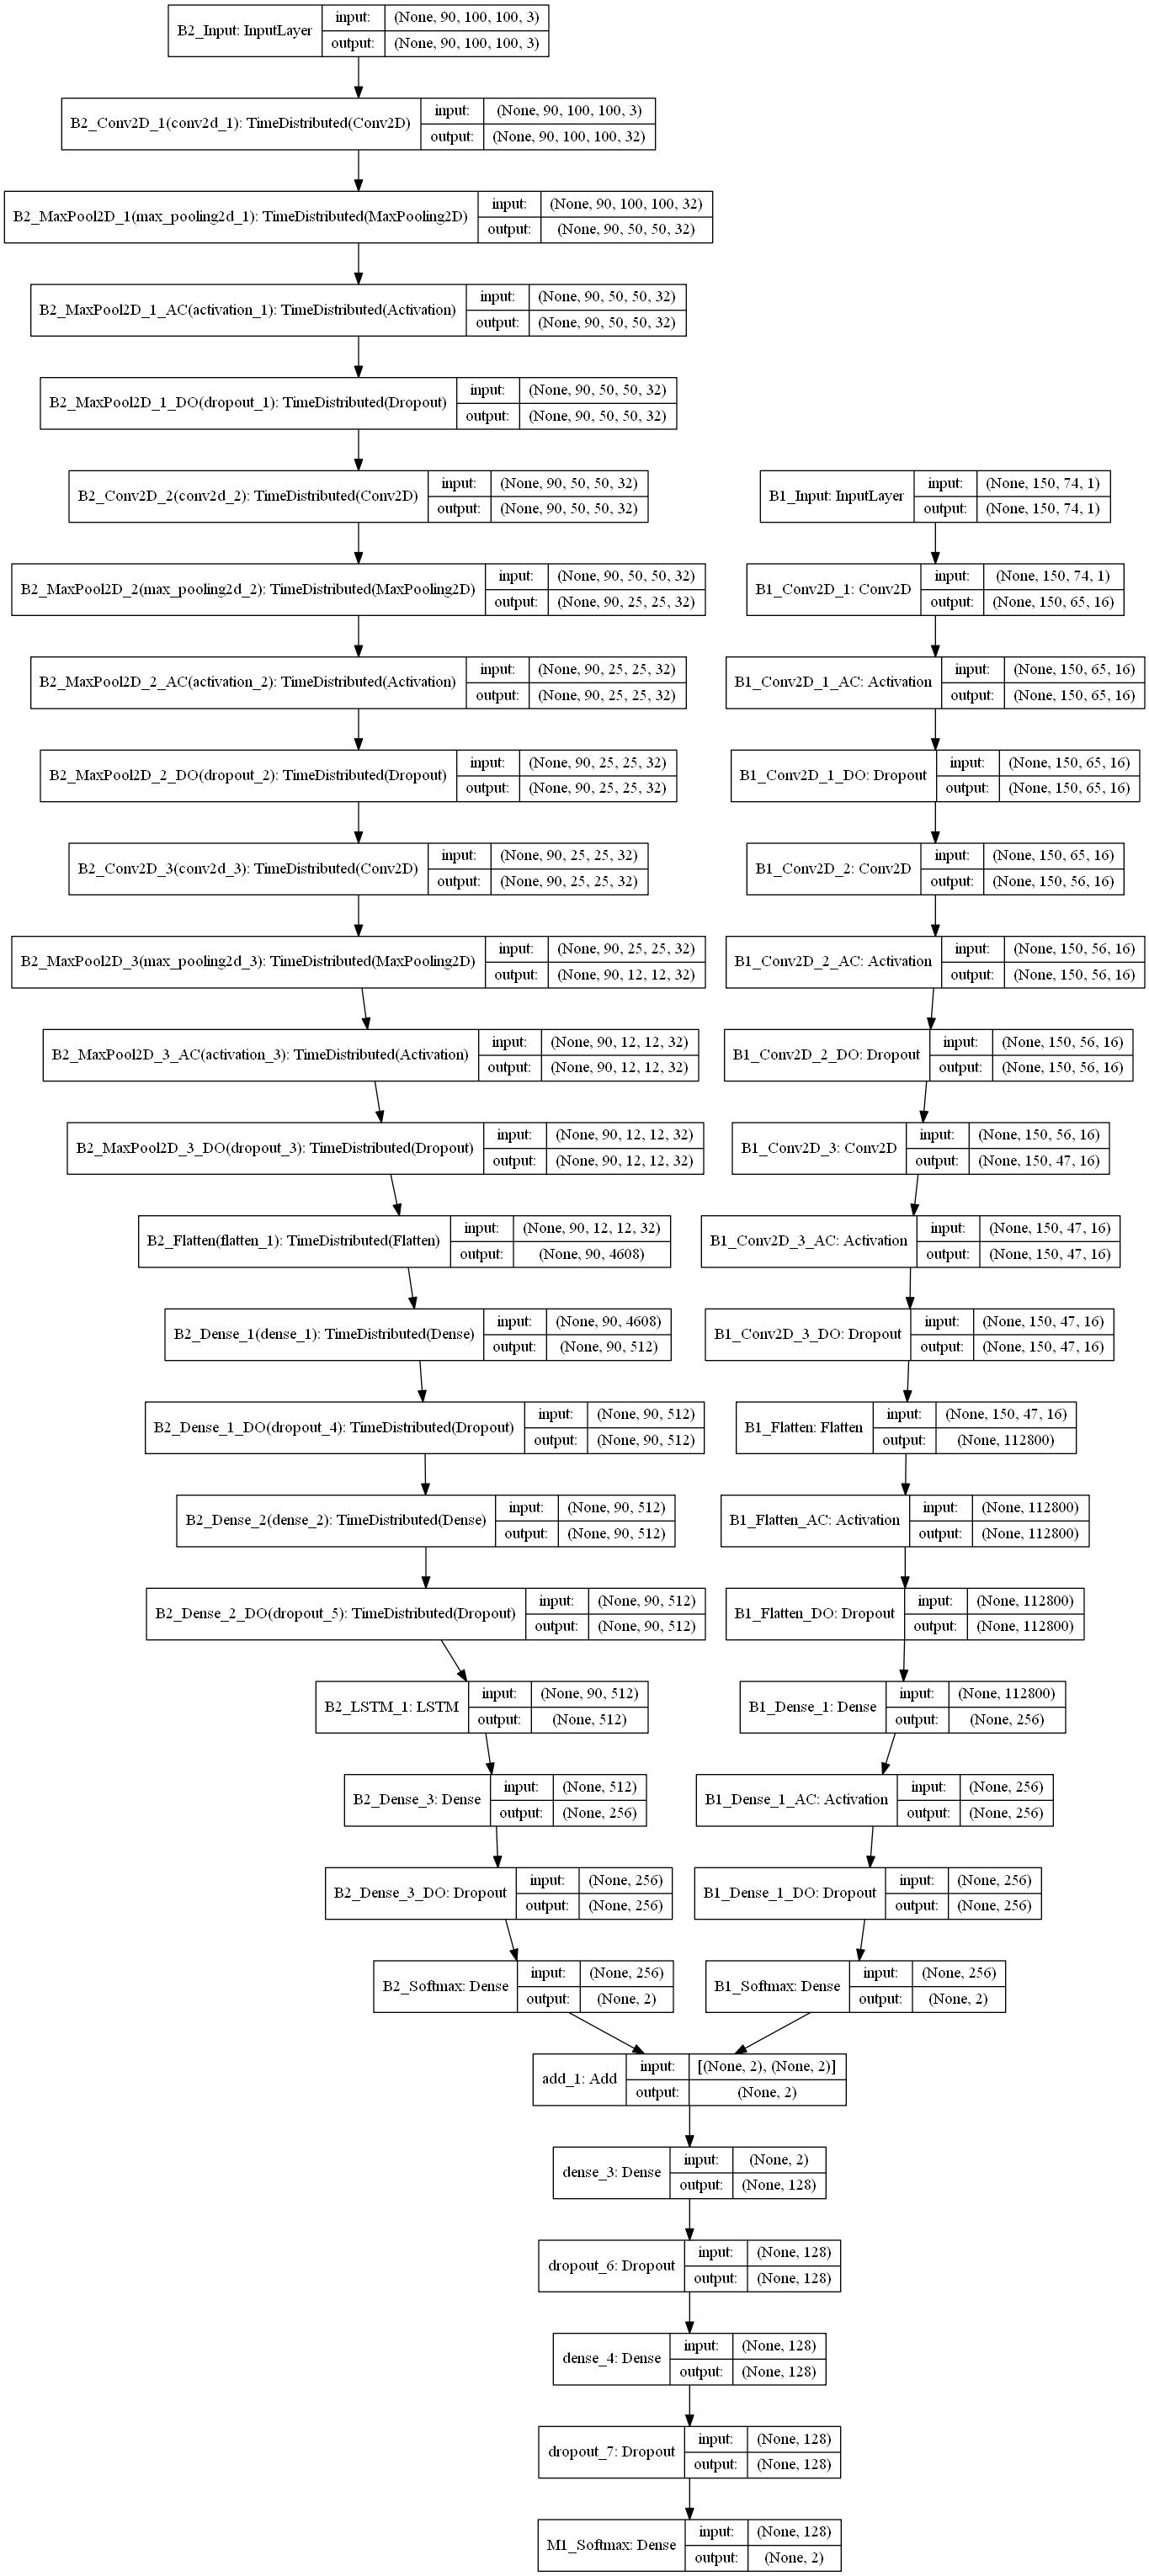 B2_Input: InputLayer input: (None, 90, 100, 100, 3)
output: (None, 90, 100, 100, 3)
B2_Conv2D_1(conv2d_1): TimeDistributed(Conv2D) input: (None, 90, 100, 100, 3)
output: (None, 90, 100, 100, 32)
B2_MaxPool2D_1(max_pooling2d_1): TimeDistributed(MaxPooling2D) input: (None, 90, 100, 100, 32)
output: (None, 90, 50, 50, 32)
B2_MaxPool2D_1_AC(activation_1): TimeDistributed(Activation) input: (None, 90, 50, 50, 32)
output: (None, 90, 50, 50, 32)
B2_MaxPool2D_1_DO(dropout_1): TimeDistributed(Dropout) input: (None, 90, 50, 50, 32)
output: (None, 90, 50, 50, 32)
B2_Conv2D_2(conv2d_2): TimeDistributed(Conv2D) input: (None, 90, 50, 50, 32)
output: (None, 90, 50, 50, 32)
B2_MaxPool2D_2(max_pooling2d_2): TimeDistributed(MaxPooling2D) input: (None, 90, 50, 50, 32)
output: (None, 90, 25, 25, 32)
B2_MaxPool2D_2_AC(activation_2): TimeDistributed(Activation) input: (None, 90, 25, 25, 32)
output: (None, 90, 25, 25, 32)
B2_MaxPool2D_2_DO(dropout_2): TimeDistributed(Dropout) input: (None, 90, 25, 25, 32)
output: (None, 90, 25, 25, 32)
B2_Conv2D_3(conv2d_3): TimeDistributed(Conv2D) input: (None, 90, 25, 25, 32)
output: (None, 90, 25, 25, 32)
B2_MaxPool2D_3(max_pooling2d_3): TimeDistributed(MaxPooling2D) input: (None, 90, 25, 25, 32)
output: (None, 90, 12, 12, 32)
B2_MaxPool2D_3_AC(activation_3): TimeDistributed(Activation) input: (None, 90, 12, 12, 32)
output: (None, 90, 12, 12, 32)
B2_MaxPool2D_3_DO(dropout_3): TimeDistributed(Dropout) input: (None, 90, 12, 12, 32)
output: (None, 90, 12, 12, 32)
B2_Flatten(flatten_1): TimeDistributed(Flatten) input: (None, 90, 12, 12, 32)
output: (None, 90, 4608)
B2_Dense_1(dense_1): TimeDistributed(Dense) input: (None, 90, 4608)
output: (None, 90, 512)
B2_Dense_1_DO(dropout_4): TimeDistributed(Dropout) input: (None, 90, 512)
output: (None, 90, 512)
B2_Dense_2(dense_2): TimeDistributed(Dense) input: (None, 90, 512)
output: (None, 90, 512)
B2_Dense_2_DO(dropout_5): TimeDistributed(Dropout) input: (None, 90, 512)
output: (None, 90, 512)
B2_LSTM_1: LSTM input: (None, 90, 512)
output: (None, 512)
B2_Dense_3: Dense input: (None, 512)
output: (None, 256)
B2_Dense_3_DO: Dropout input: (None, 256)
output: (None, 256)
B2_Softmax: Dense input: (None, 256)
output: (None, 2)
B1_Input: InputLayer input: (None, 150, 74, 1)
output: (None, 150, 74, 1)
B1_Conv2D_1: Conv2D input: (None, 150, 74, 1)
output: (None, 150, 65, 16)
B1_Conv2D_1_AC: Activation input: (None, 150, 65, 16)
output: (None, 150, 65, 16)
B1_Conv2D_1_DO: Dropout input: (None, 150, 65, 16)
output: (None, 150, 65, 16)
B1_Conv2D_2: Conv2D input: (None, 150, 65, 16)
output: (None, 150, 56, 16)
B1_Conv2D_2_AC: Activation input: (None, 150, 56, 16)
output: (None, 150, 56, 16)
B1_Conv2D_2_DO: Dropout input: (None, 150, 56, 16)
output: (None, 150, 56, 16)
B1_Conv2D_3: Conv2D input: (None, 150, 56, 16)
output: (None, 150, 47, 16)
B1_Conv2D_3_AC: Activation input: (None, 150, 47, 16)
output: (None, 150, 47, 16)
B1_Conv2D_3_DO: Dropout input: (None, 150, 47, 16)
output: (None, 150, 47, 16)
B1_Flatten: Flatten input: (None, 150, 47, 16)
output: (None, 112800)
B1_Flatten_AC: Activation input: (None, 112800)
output: (None, 112800)
B1_Flatten_DO: Dropout input: (None, 112800)
output: (None, 112800)
B1_Dense_1: Dense input: (None, 112800)
output: (None, 256)
B1_Dense_1_AC: Activation input: (None, 256)
output: (None, 256)
B1_Dense_1_DO: Dropout input: (None, 256)
output: (None, 256)
B1_Softmax: Dense input: (None, 256)
output: (None, 2)
add_1: Add input: [(None, 2), (None, 2)]
output: (None, 2)
dense_3: Dense input: (None, 2)
output: (None, 128)
dropout_6: Dropout input: (None, 128)
output: (None, 128)
dense_4: Dense input: (None, 128)
output: (None, 128)
dropout_7: Dropout input: (None, 128)
output: (None, 128)
M1_Softmax: Dense input: (None, 128)
output: (None, 2)